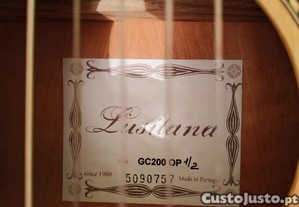 Lusitana
GC200 OP 1/2
since 1980
5090757
Made in Portugal
CustoJusto.pt